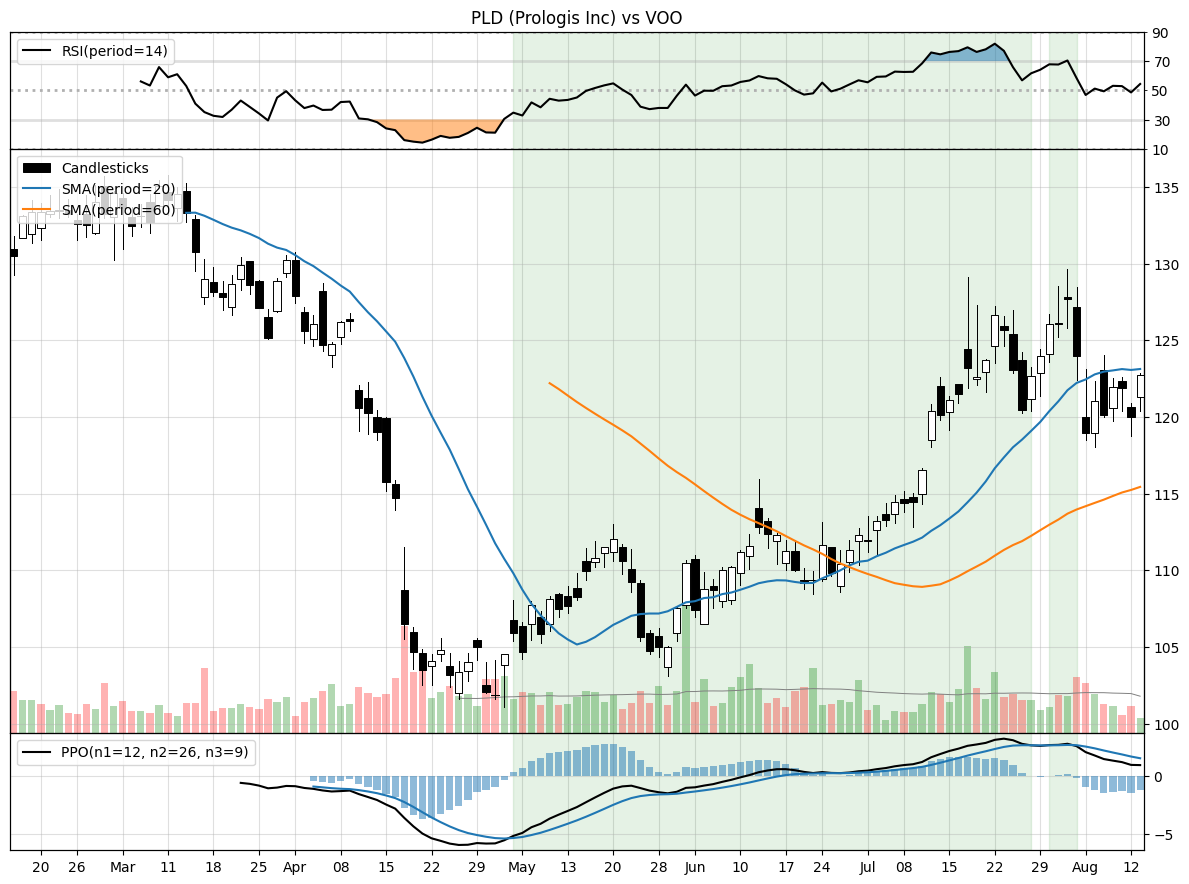 PLD (Prologis Inc) vs VOO
RSI(period=14)
90
70
50
30
10
Candlesticks
SMA(period=20)
SMA(period=60)
135
130
125
120
115
110
105
100
PPO(n1=12, n2=26, n3=9)
0
−5
20 26 Mar 11 18 25 Apr 08 15 22 29 May 13 20 28 Jun 10 17 24 Jul 08 15 22 29 Aug 12